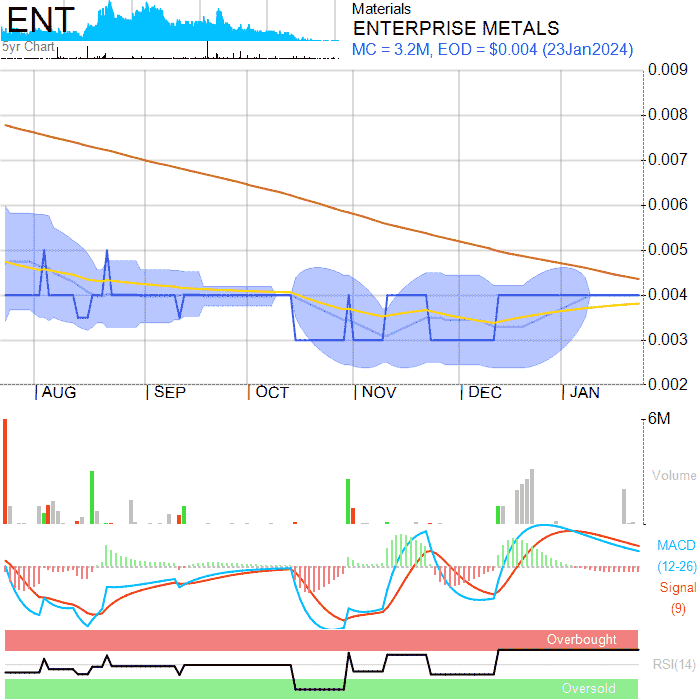 ENT
5yr Chart
Materials
ENTERPRISE METALS
MC = 3.2M, EOD = $0.004 (23Jan2024)
0.009
0.008
0.007
0.006
0.005
0.004
0.003
0.002
AUG
SEP
OCT
NOV
DEC
JAN
6M
Volume
MACD
(12-26)
Signal
(9)
Overbought
RSI(14)
Oversold